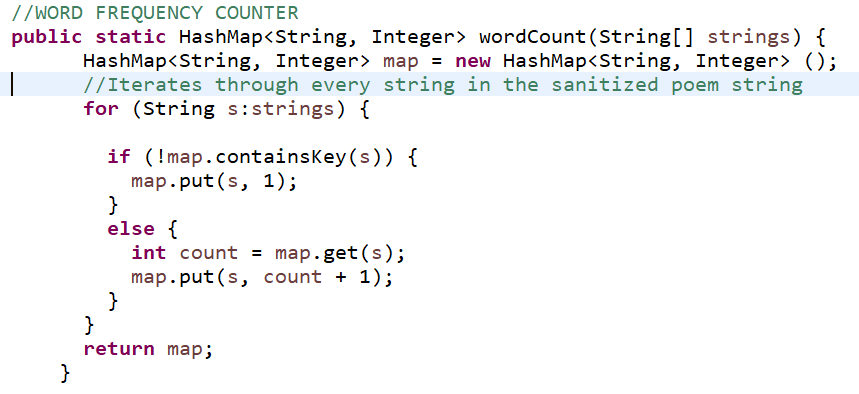 //WORD FREQUENCY COUNTER
public static HashMap<String, Integer> wordCount(String[] strings) {
HashMap<String, Integer> map = new HashMap<String, Integer> ();
//Iterates through every string in the sanitized poem string
for (String s:strings) {
if (!map.containsKey(s)) {
map.put(s, 1);
}
else {
int count = map.get(s);
map.put(s, count + 1);
}
}
return map;
}